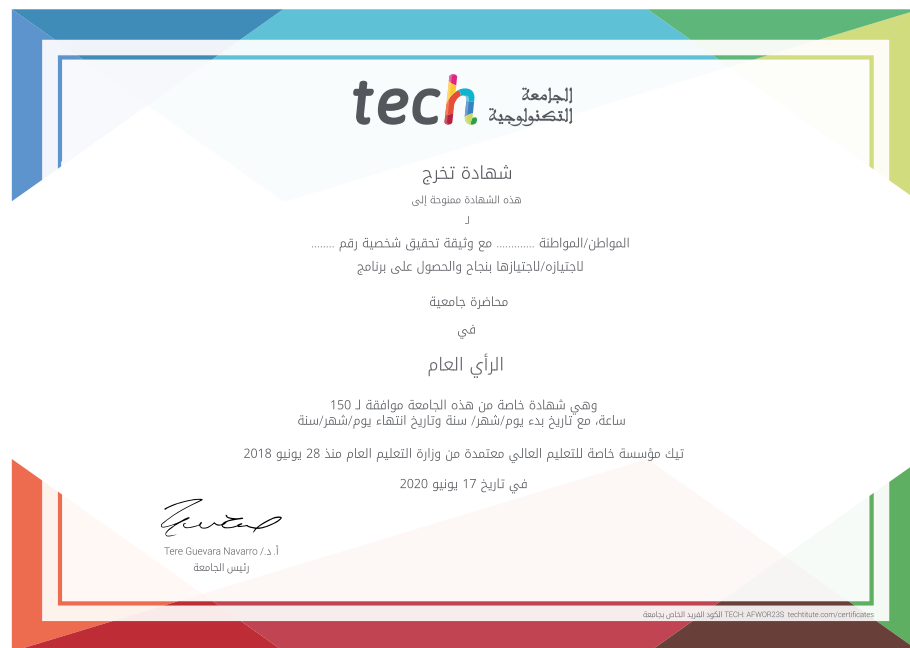 tech الجامعة
التكنولوجية
شهادة تخرج
هذه الشهادة ممنوحة إلى
لـ
المواطن/المواطنة ............. مع وثيقة تحقيق شخصية رقم ........
لاجتيازه/لاجتيازها بنجاح والحصول على برنامج
محاضرة جامعية
في
الرأي العام
وهي شهادة خاصة من هذه الجامعة موافقة لـ 150
ساعة، مع تاريخ بدء يوم/شهر/ سنة وتاريخ انتهاء يوم/شهر/سنة
تيك مؤسسة خاصة للتعليم العالي معتمدة من وزارة التعليم العام منذ 28 يونيو 2018
في تاريخ 17 يونيو 2020
أ. د./ Tere Guevara Navarro
رئيس الجامعة
الكود الفريد الخاص بجامعة TECH: AFWOR23S techtitute.com/certificates